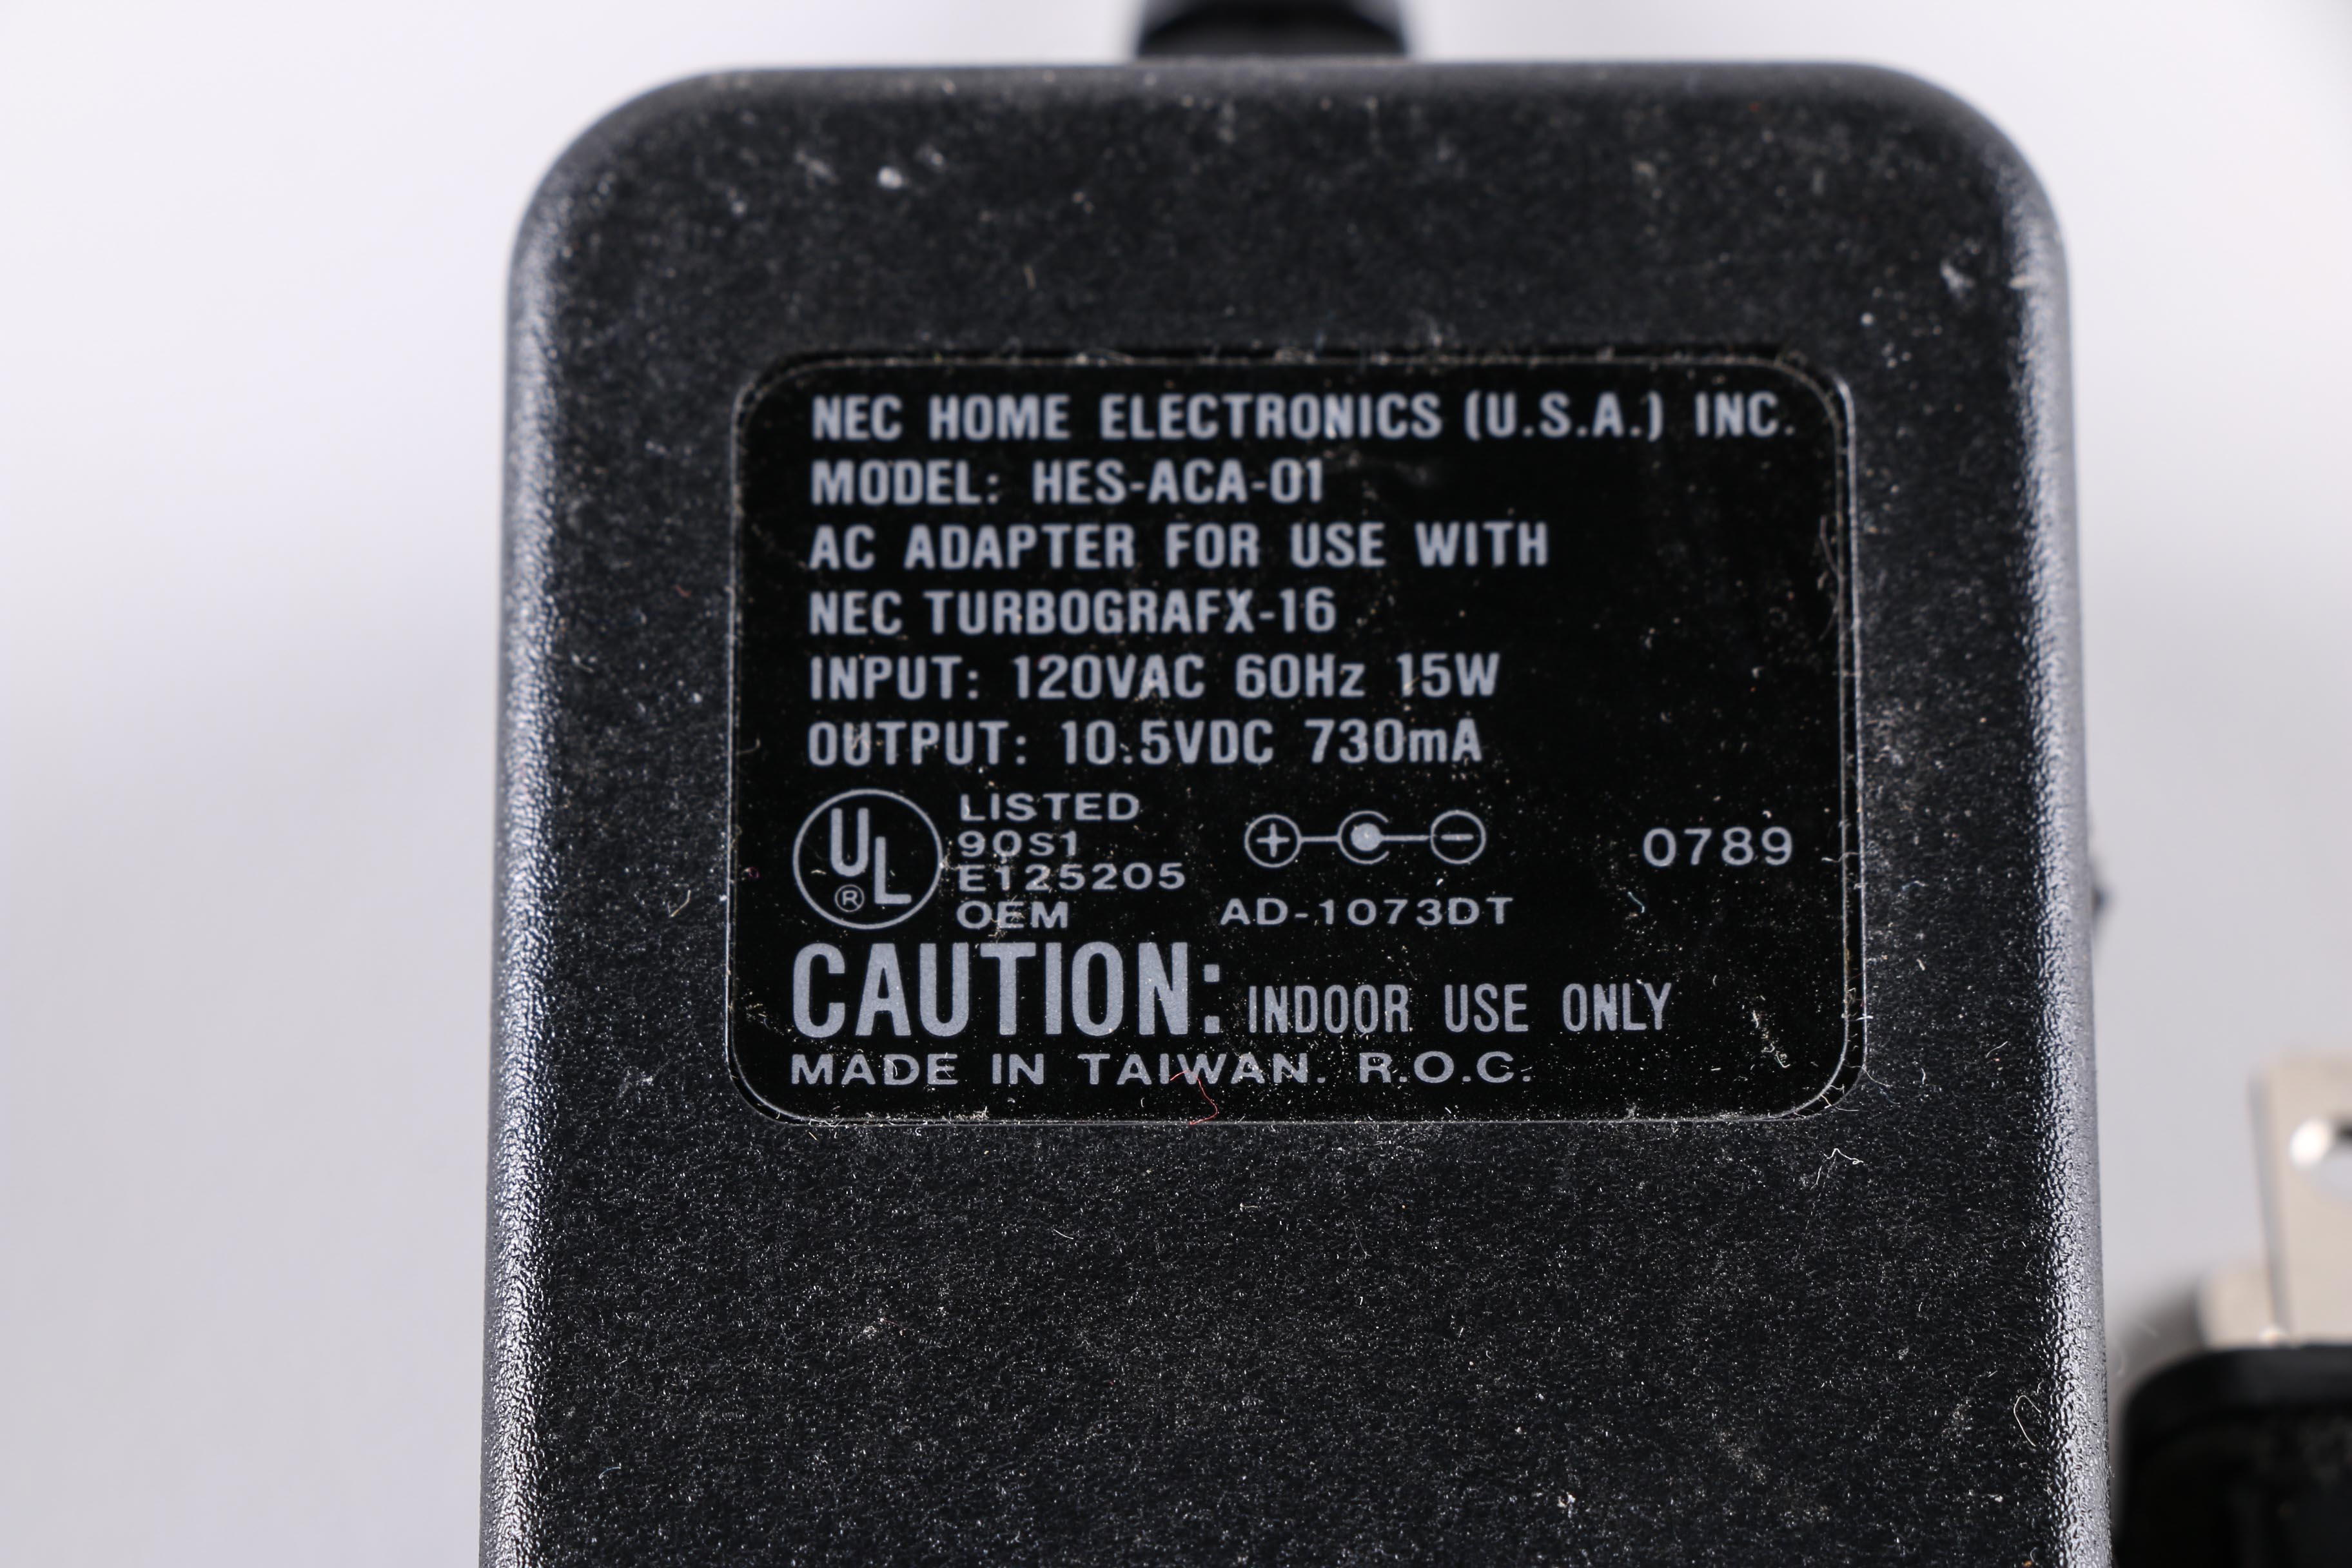 NEC HOME ELECTRONICS (U.S.A.) INC.
MODEL: HES-ACA-01
AC ADAPTER FOR USE WITH
NEC TURBOGRAFX-16
INPUT: 120VAC 60Hz 15W
OUTPUT: 10.5VDC 730mA
UL ® LISTED
90S1
E125205
OEM
+ −
AD-1073DT
0789
CAUTION: INDOOR USE ONLY
MADE IN TAIWAN. R.O.C.